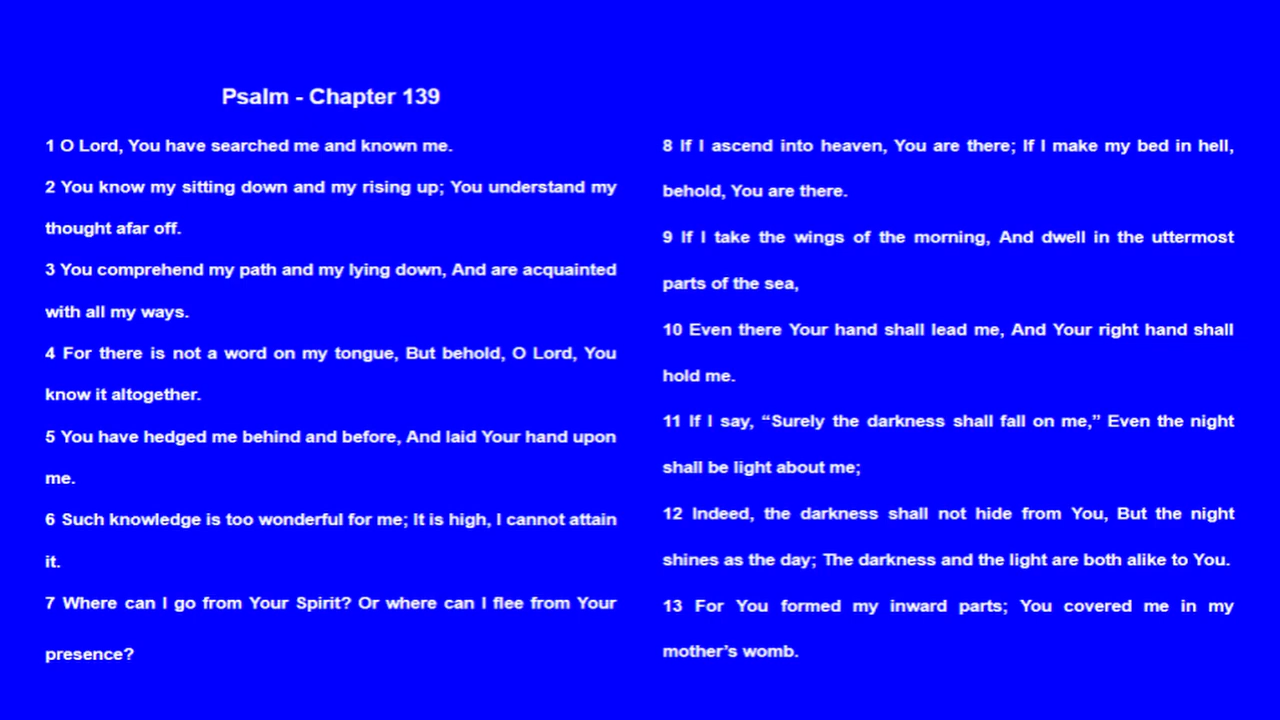 Psalm - Chapter 139
1 O Lord, You have searched me and known me.
2 You know my sitting down and my rising up; You understand my
thought afar off.
3 You comprehend my path and my lying down, And are acquainted
with all my ways.
4 For there is not a word on my tongue, But behold, O Lord, You
know it altogether.
5 You have hedged me behind and before, And laid Your hand upon
me.
6 Such knowledge is too wonderful for me; It is high, I cannot attain
it.
7 Where can I go from Your Spirit? Or where can I flee from Your
presence?
8 If I ascend into heaven, You are there; If I make my bed in hell,
behold, You are there.
9 If I take the wings of the morning, And dwell in the uttermost
parts of the sea,
10 Even there Your hand shall lead me, And Your right hand shall
hold me.
11 If I say, “Surely the darkness shall fall on me,” Even the night
shall be light about me;
12 Indeed, the darkness shall not hide from You, But the night
shines as the day; The darkness and the light are both alike to You.
13 For You formed my inward parts; You covered me in my
mother’s womb.